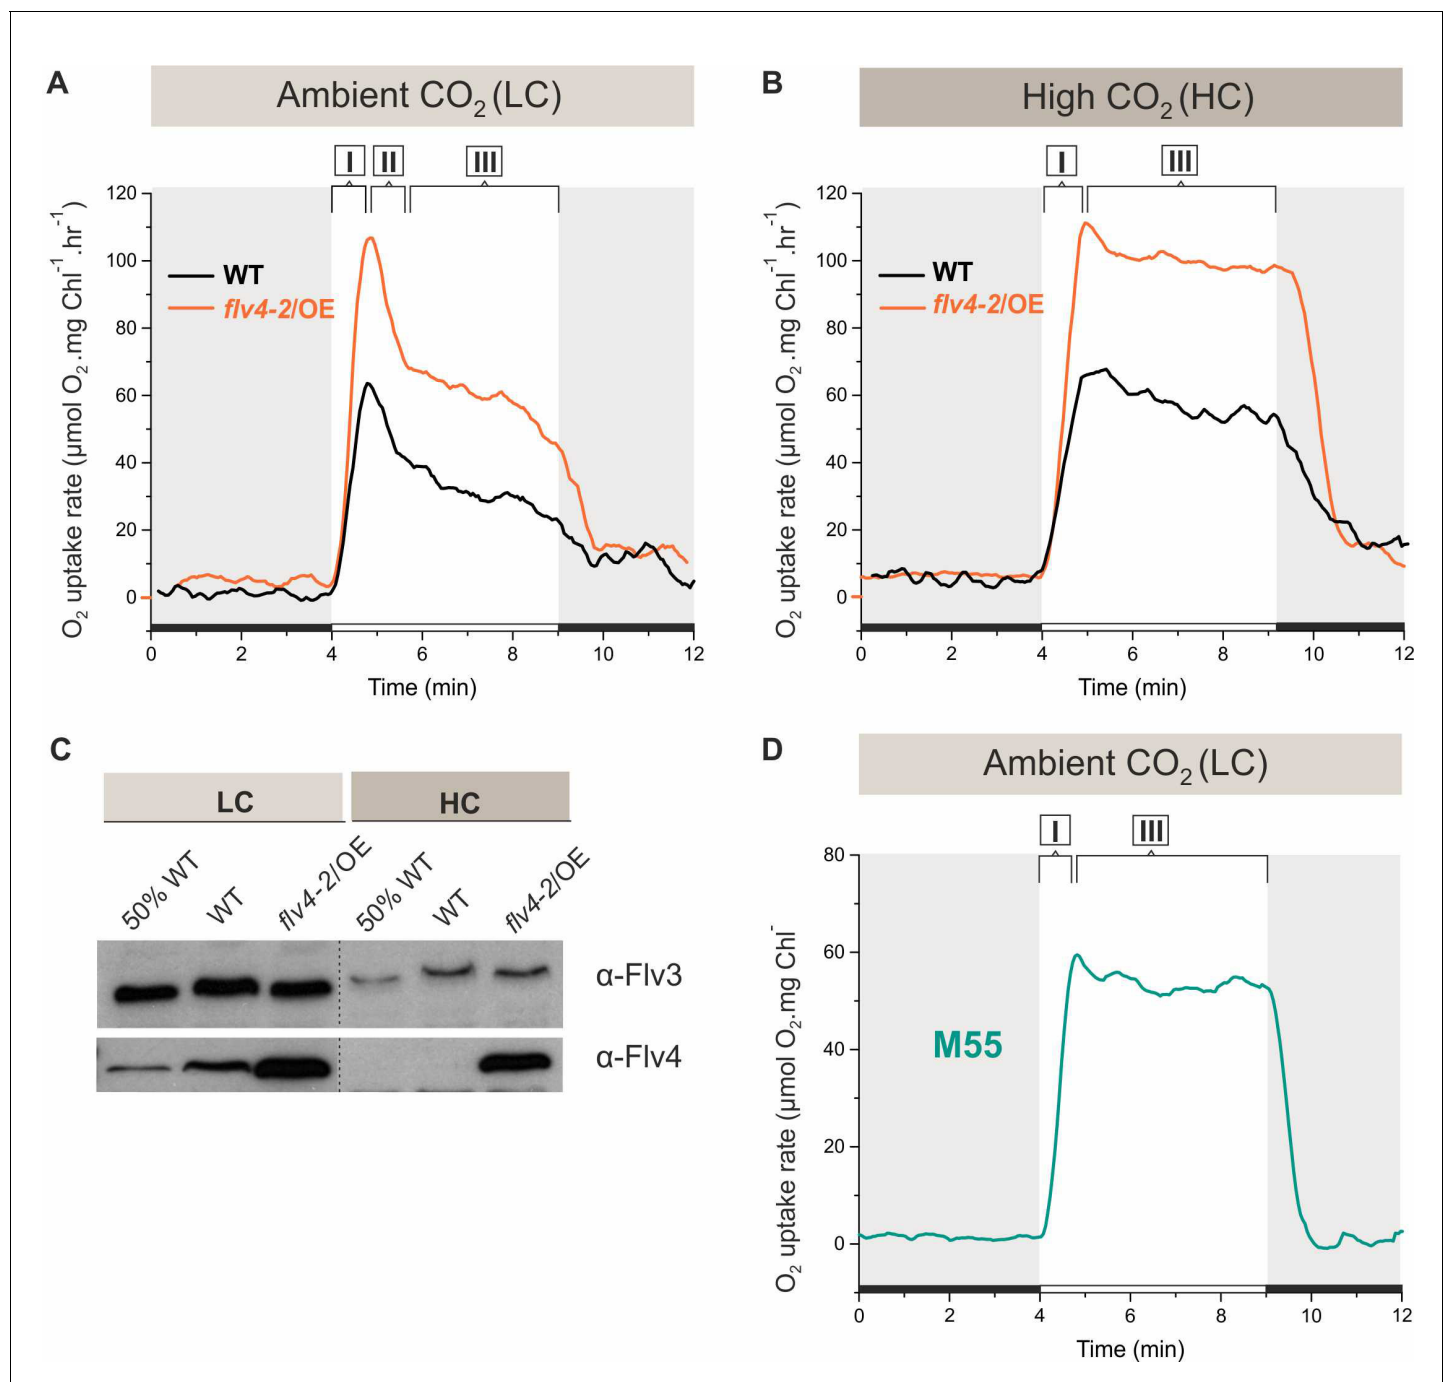 A
Ambient CO2 (LC)
I II III
O2 uptake rate (µmol O2.mg Chl-1.hr-1)
120
100
80
60
40
20
0
WT
flv4-2/OE
0 2 4 6 8 10 12
Time (min)
B
High CO2 (HC)
I III
O2 uptake rate (µmol O2.mg Chl-1.hr-1)
120
100
80
60
40
20
0
WT
flv4-2/OE
0 2 4 6 8 10 12
Time (min)
C
LC HC
50% WT WT flv4-2/OE 50% WT WT flv4-2/OE
α-Flv3
α-Flv4
D
Ambient CO2 (LC)
I III
O2 uptake rate (µmol O2.mg Chl-
80
60
40
20
0
M55
0 2 4 6 8 10 12
Time (min)